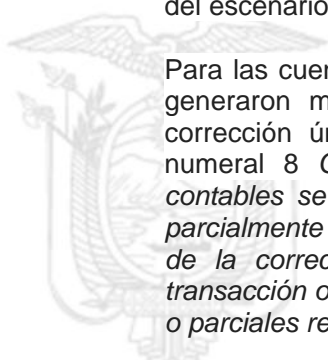 del escenario
Para las cuen
generaron m
corrección ún
numeral 8 C
contables se
parcialmente
de la correc
transacción o
o parciales re